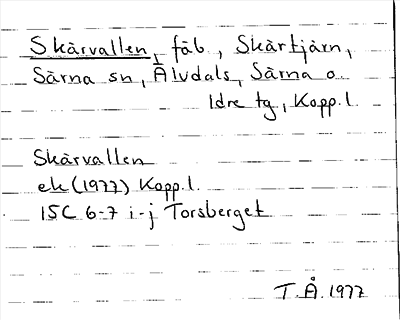 Skärvallen, fäb, Skärtjärn,
Särna sn, Älvdals, Särna o
Idre tg, Kopp.l.
Skärvallen
ek (1977) Kopp.l.
15C 6-7 i-j Torsberget
T.Å. 1977